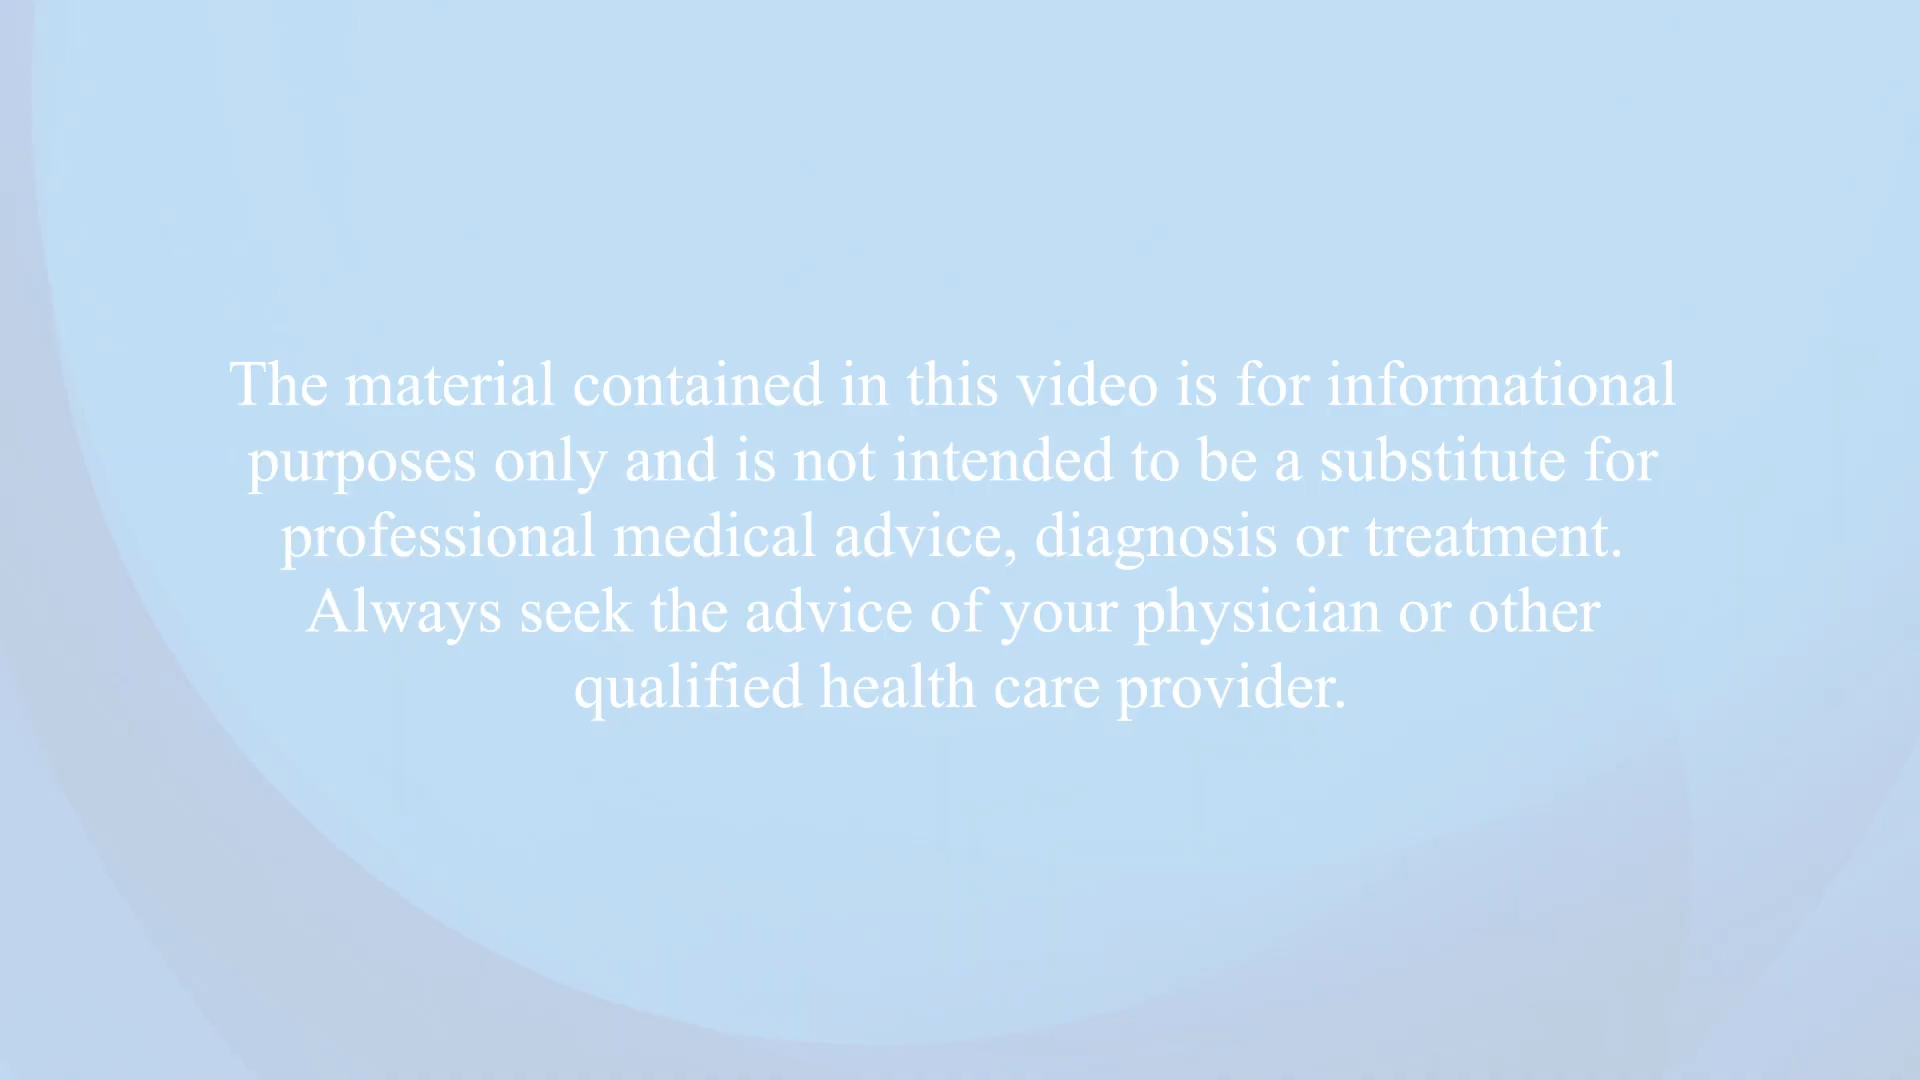 The material contained in this video is for informational
purposes only and is not intended to be a substitute for
professional medical advice, diagnosis or treatment.
Always seek the advice of your physician or other
qualified health care provider.